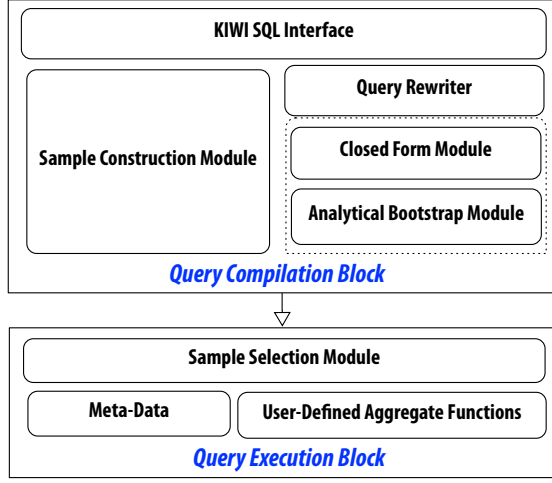 KIWI SQL Interface
Query Rewriter
Sample Construction Module
Closed Form Module
Analytical Bootstrap Module
Query Compilation Block
Sample Selection Module
Meta-Data
User-Defined Aggregate Functions
Query Execution Block